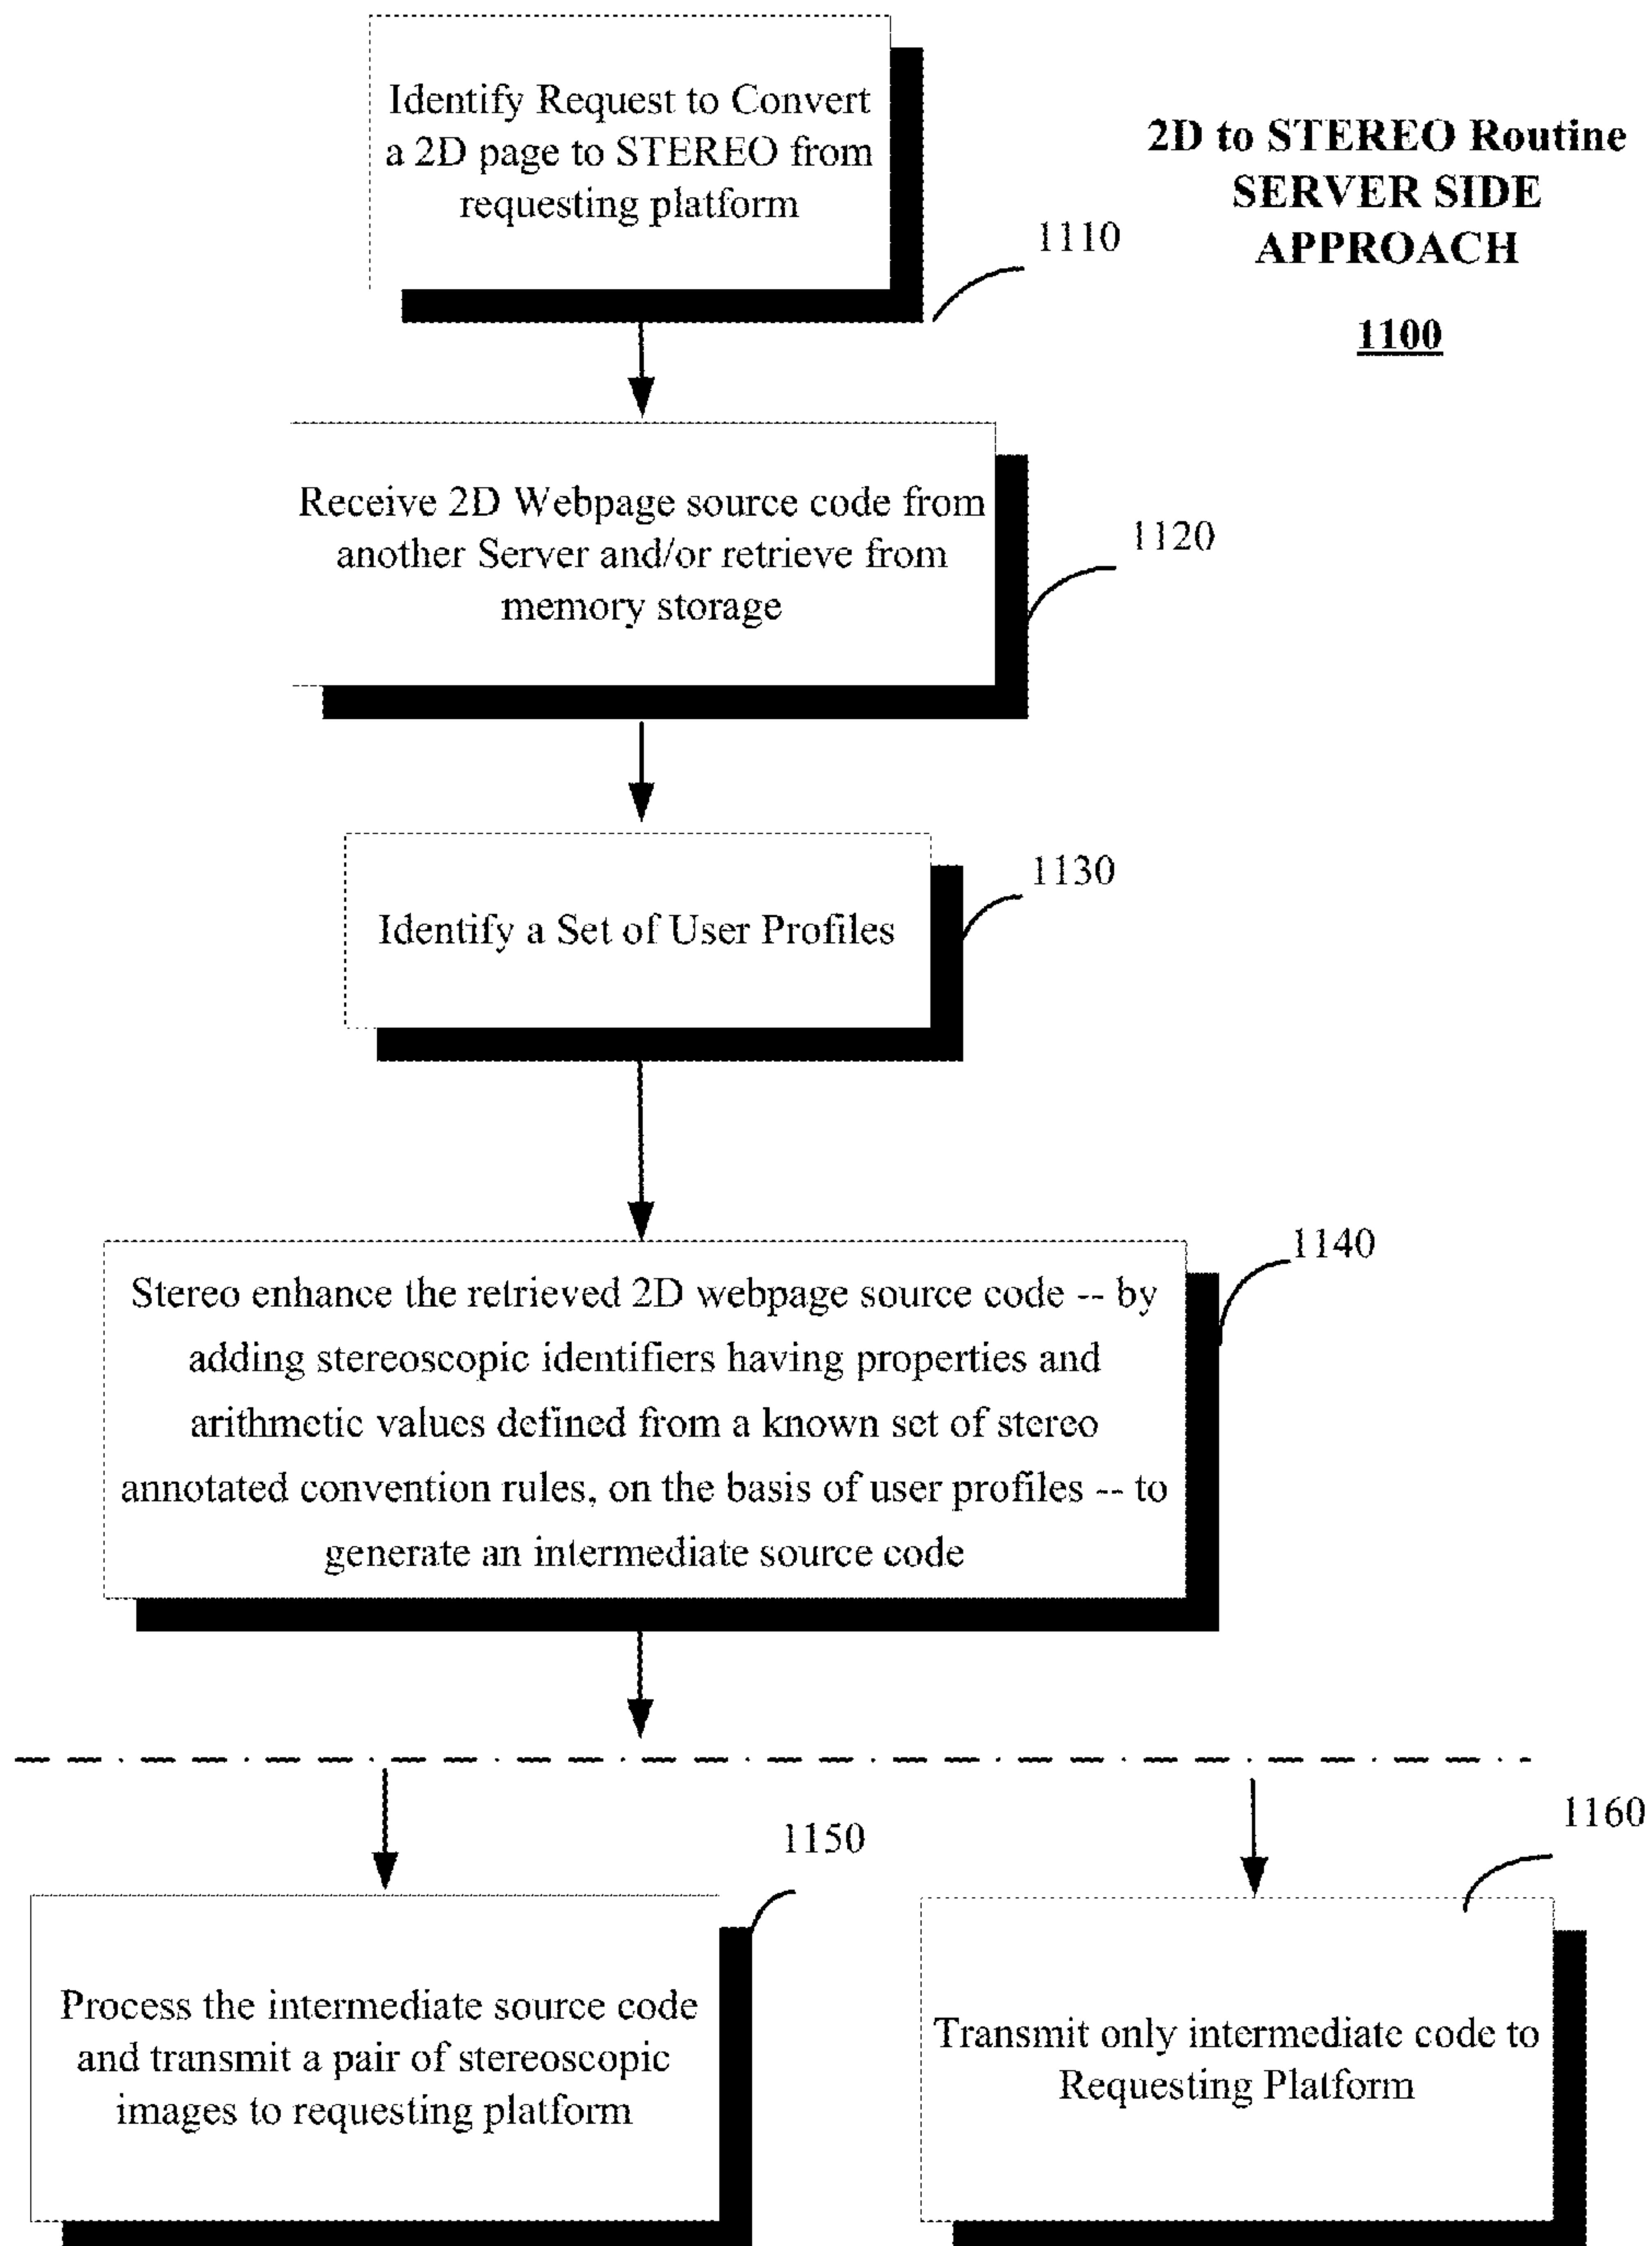 Identify Request to Convert
a 2D page to STEREO from
requesting platform
2D to STEREO Routine
SERVER SIDE
APPROACH
1100
1110
Receive 2D Webpage source code from
another Server and/or retrieve from
memory storage
1120
Identify a Set of User Profiles
1130
Stereo enhance the retrieved 2D webpage source code -- by
adding stereoscopic identifiers having properties and
arithmetic values defined from a known set of stereo
annotated convention rules, on the basis of user profiles -- to
generate an intermediate source code
1140
Process the intermediate source code
and transmit a pair of stereoscopic
images to requesting platform
1150
Transmit only intermediate code to
Requesting Platform
1160